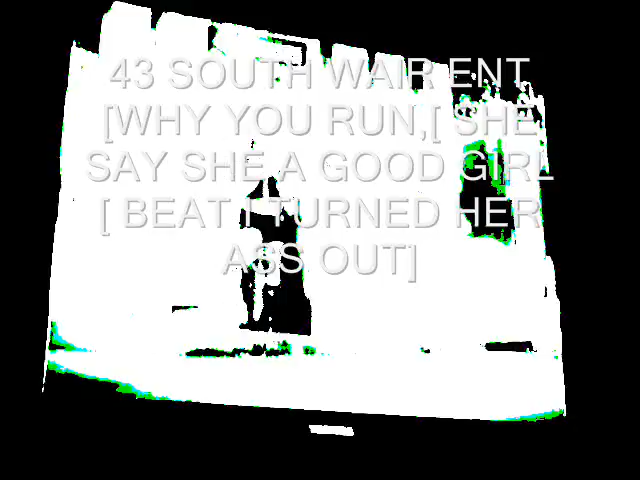 43 SOUTH WAIR ENT
[WHY YOU RUN,[ SHE
SAY SHE A GOOD GIRL
[ BEAT I TURNED HER
ASS OUT]